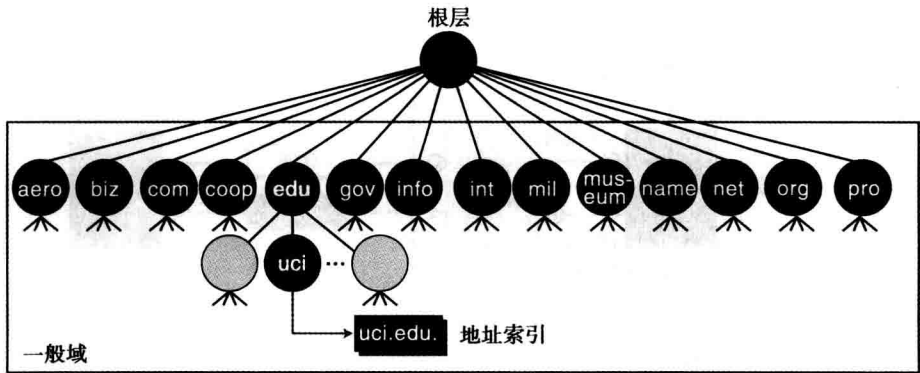 根层
aero biz com coop edu gov info int mil mus-
eum name net org pro
uci ...
uci.edu. 地址索引
一般域